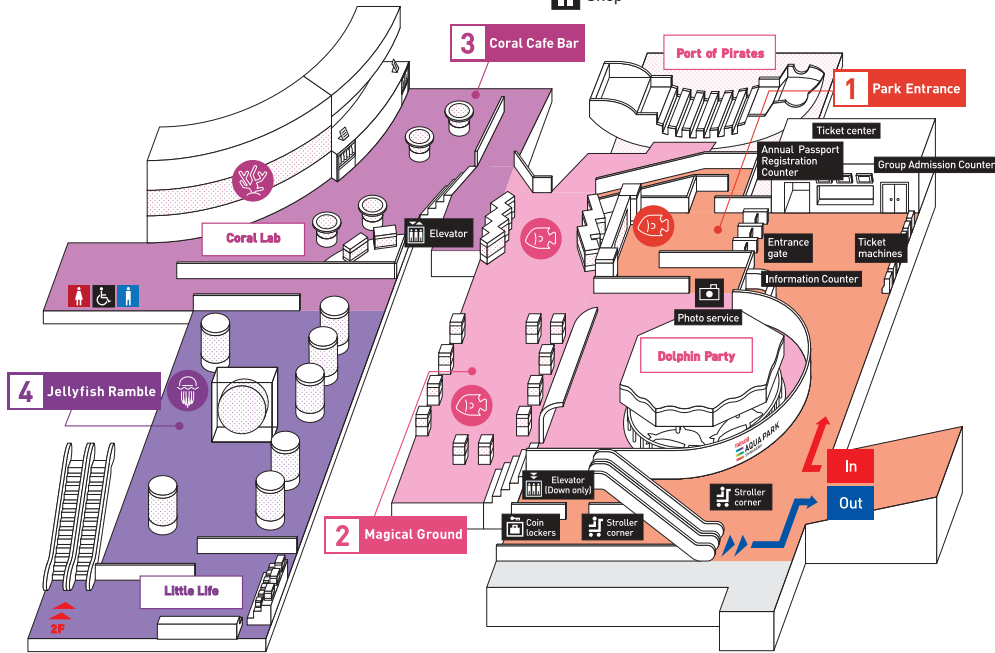 Shop
3 Coral Cafe Bar
Port of Pirates
1 Park Entrance
Ticket center
Annual Passport
Registration
Counter
Group Admission Counter
Coral Lab
Elevator
Entrance
gate
Ticket
machines
Information Counter
Photo service
Dolphin Party
4 Jellyfish Ramble
AQUA PARK
In
Out
Elevator
(Down only)
Stroller
corner
Coin
lockers
Stroller
corner
2 Magical Ground
Little Life
2F